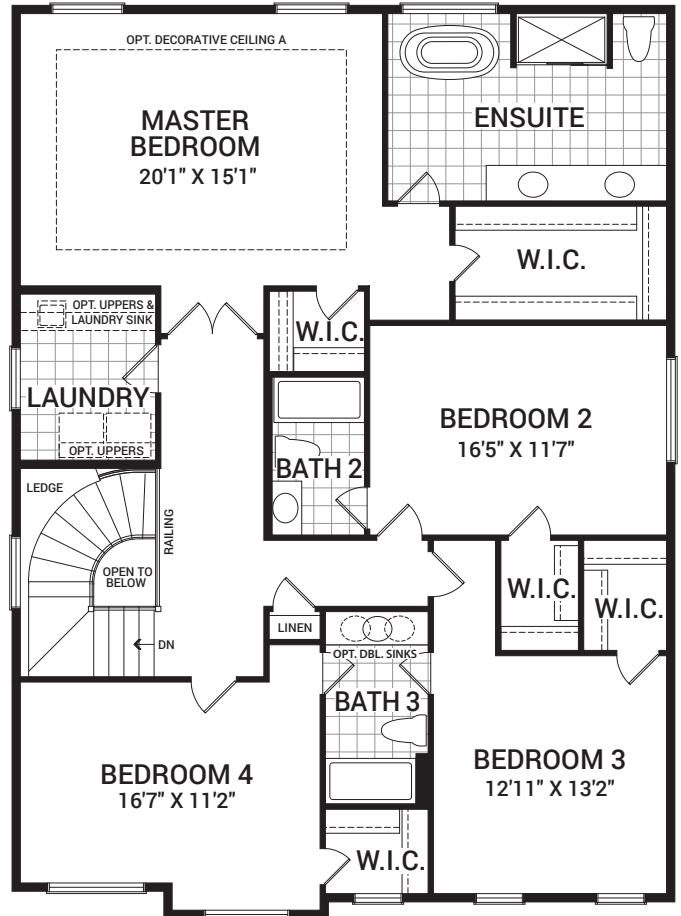 OPT. DECORATIVE CEILING A
MASTER
BEDROOM
20'1" X 15'1"
ENSUITE
W.I.C.
OPT. UPPERS &
LAUNDRY SINK
W.I.C.
LAUNDRY
OPT. UPPERS
BEDROOM 2
16'5" X 11'7"
BATH 2
LEDGE
RAILING
OPEN TO
BELOW
DN
W.I.C.
W.I.C.
LINEN
OPT. DBL. SINKS
BATH 3
BEDROOM 4
16'7" X 11'2"
BEDROOM 3
12'11" X 13'2"
W.I.C.